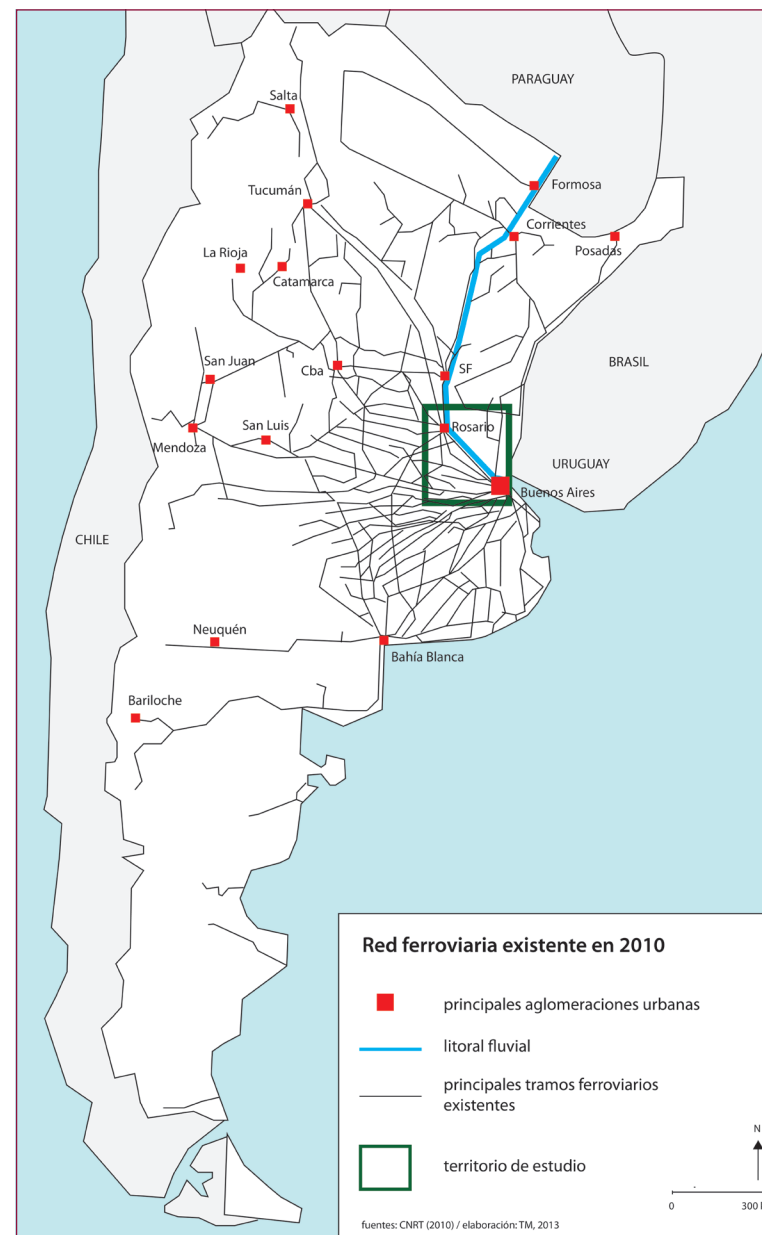 PARAGUAY
Salta
Formosa
Tucumán
Corrientes
La Rioja
Posadas
Catamarca
San Juan
Cba
SF
BRASIL
San Luis
Rosario
Mendoza
URUGUAY
Buenos Aires
CHILE
Neuquén
Bahía Blanca
Bariloche
Red ferroviaria existente en 2010
principales aglomeraciones urbanas
litoral fluvial
principales tramos ferroviarios
existentes
territorio de estudio
N
0 300
fuentes: CNRT (2010) / elaboración: TM, 2013